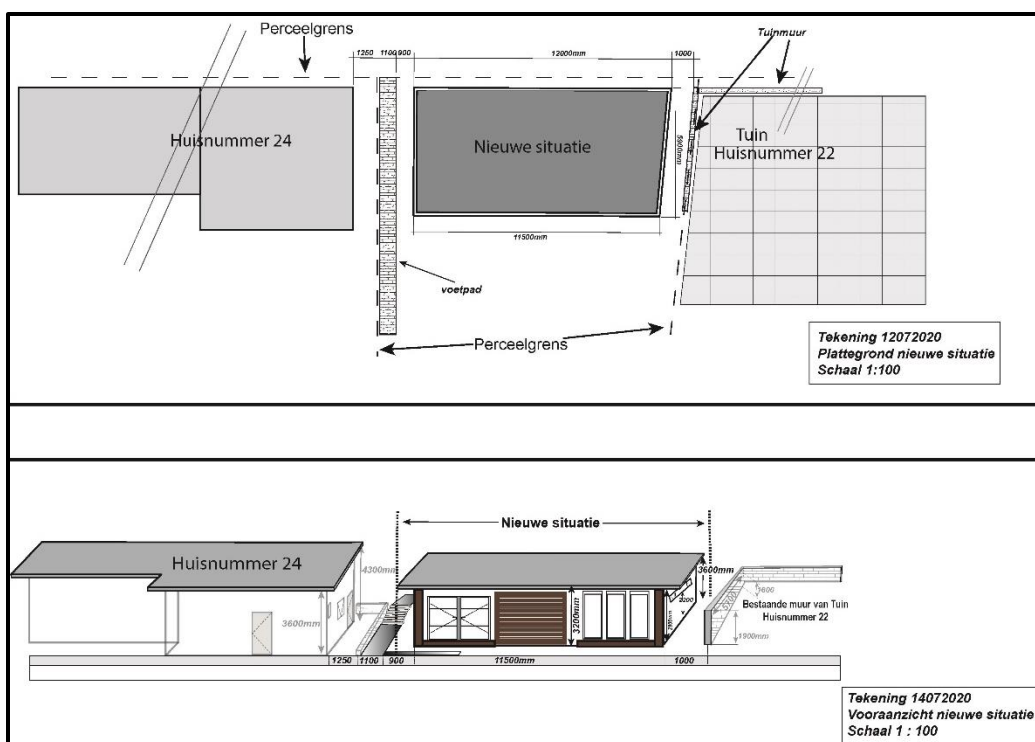 Perceelgrens
1250 1100 900 12000mm 1000
Tuinmuur
Huisnummer 24
Nieuwe situatie
Tuin
Huisnummer 22
11500mm
voetpad
Perceelgrens
Tekening 12072020
Plattegrond nieuwe situatie
Schaal 1:100
Nieuwe situatie
Huisnummer 24
4300mm
3600mm
3600mm
3200mm
Bestaande muur van Tuin
Huisnummer 22
1900mm
1250 1100 900 11500mm 1000
Tekening 14072020
Vooraanzicht nieuwe situatie
Schaal 1 : 100